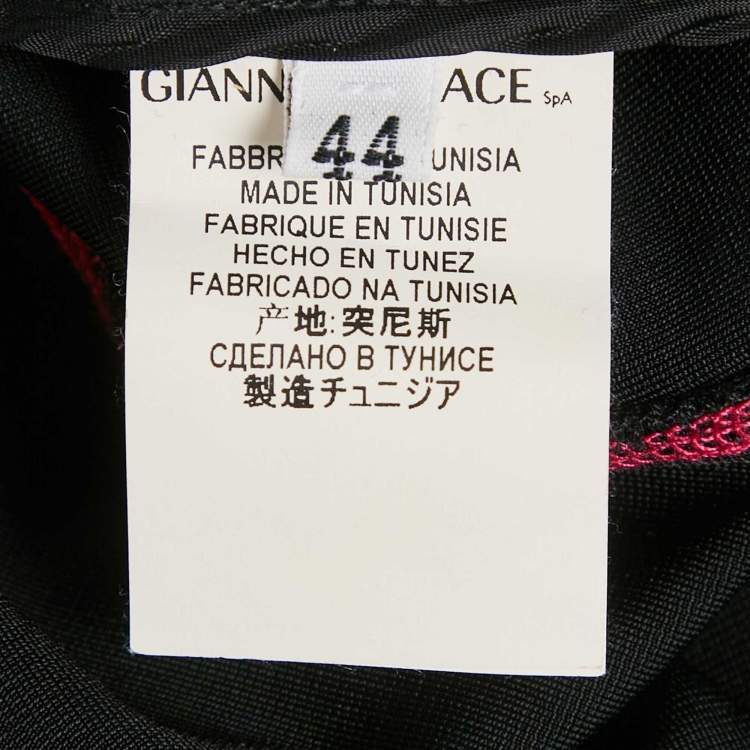 GIANN ACE SpA
44
FABBR UNISIA
MADE IN TUNISIA
FABRIQUE EN TUNISIE
HECHO EN TUNEZ
FABRICADO NA TUNISIA
产地:突尼斯
СДЕЛАНО В ТУНИСЕ
製造チュニジア